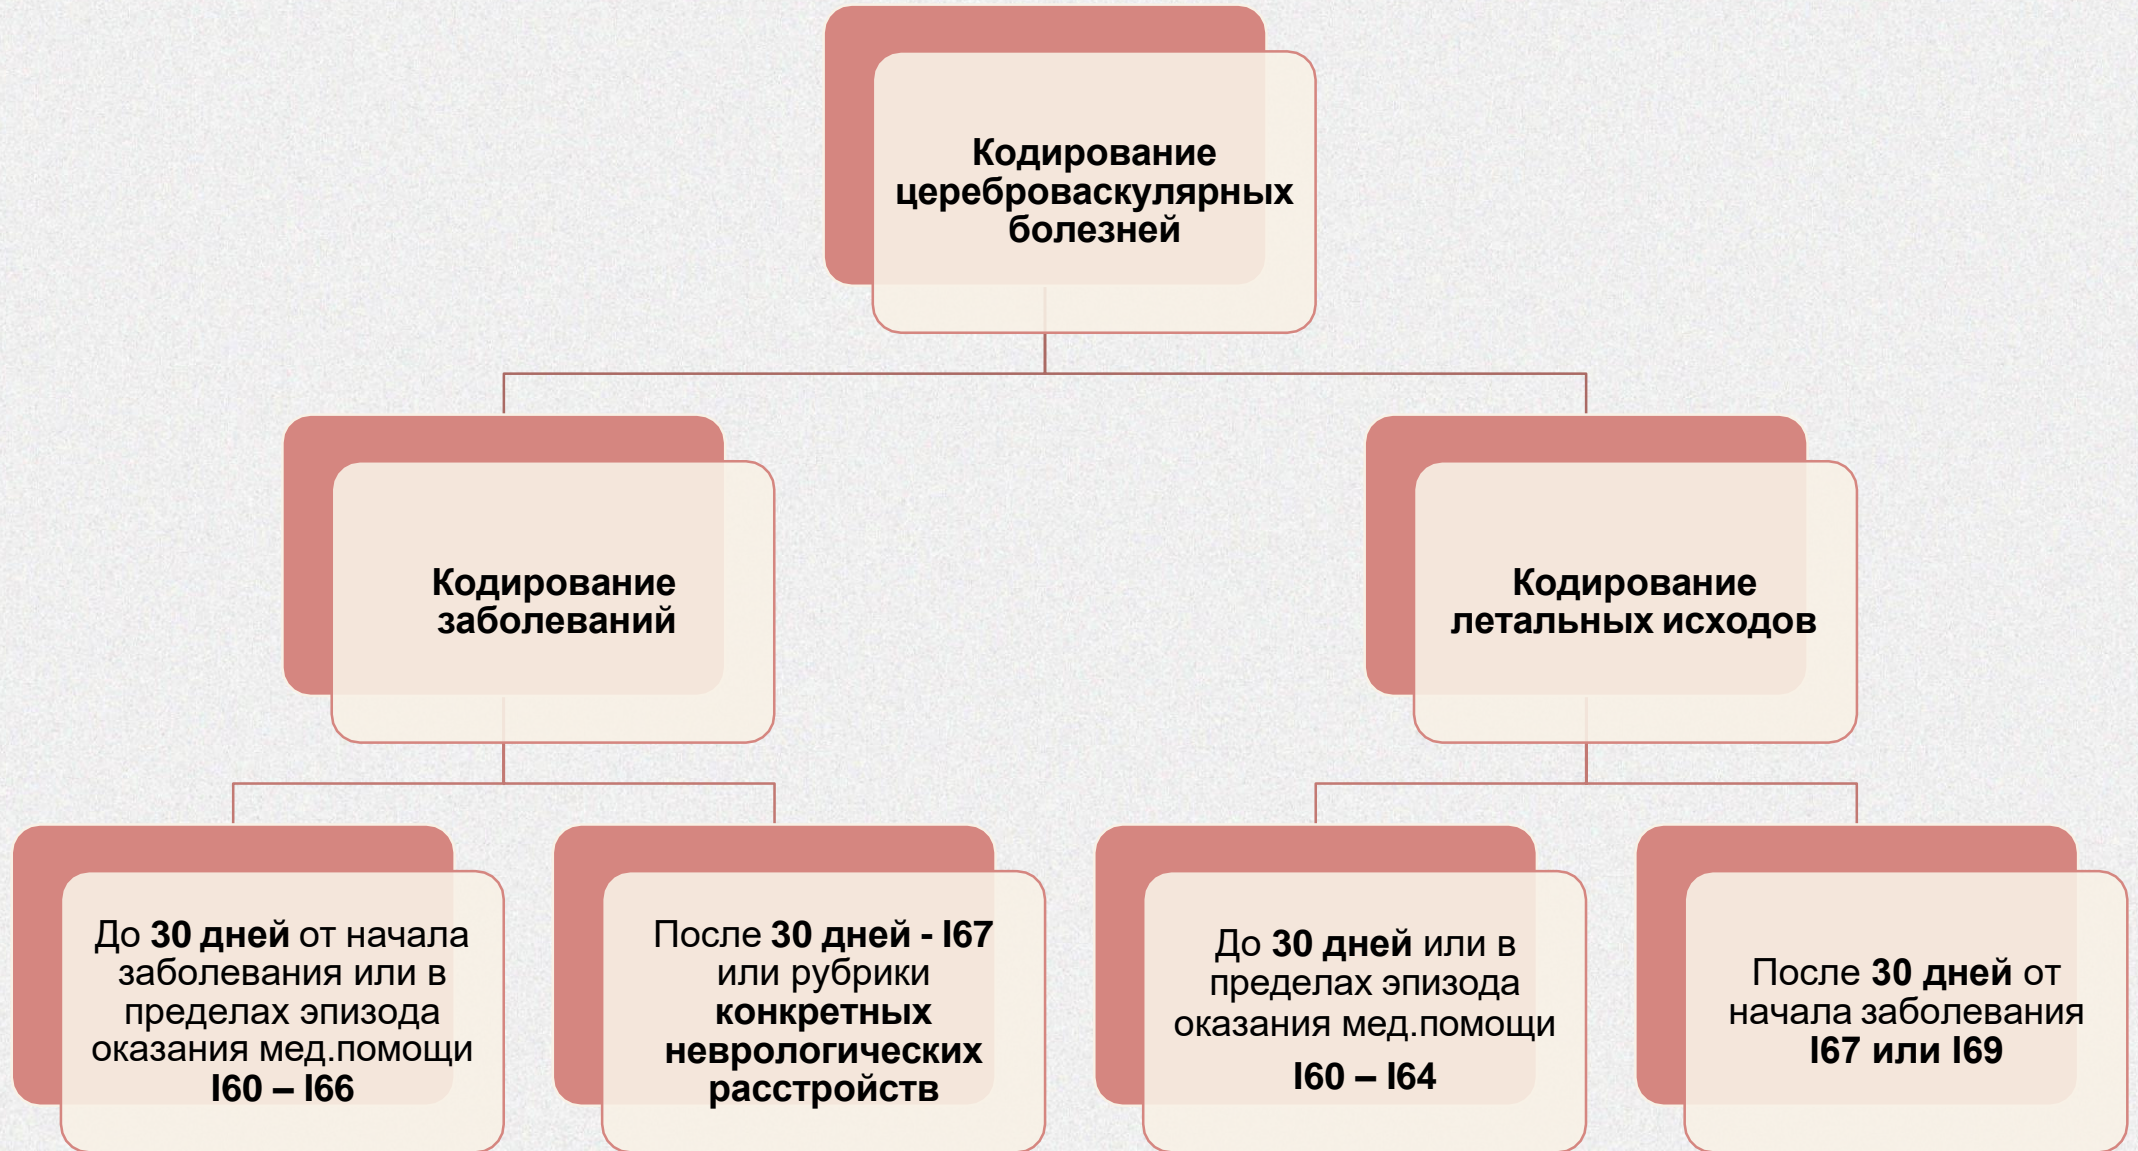 Кодирование
цереброваскулярных
болезней
Кодирование
заболеваний
Кодирование
летальных исходов
До 30 дней от начала
заболевания или в
пределах эпизода
оказания мед.помощи
I60 – I66
После 30 дней - I67
или рубрики
конкретных
неврологических
расстройств
До 30 дней или в
пределах эпизода
оказания мед.помощи
I60 – I64
После 30 дней от
начала заболевания
I67 или I69